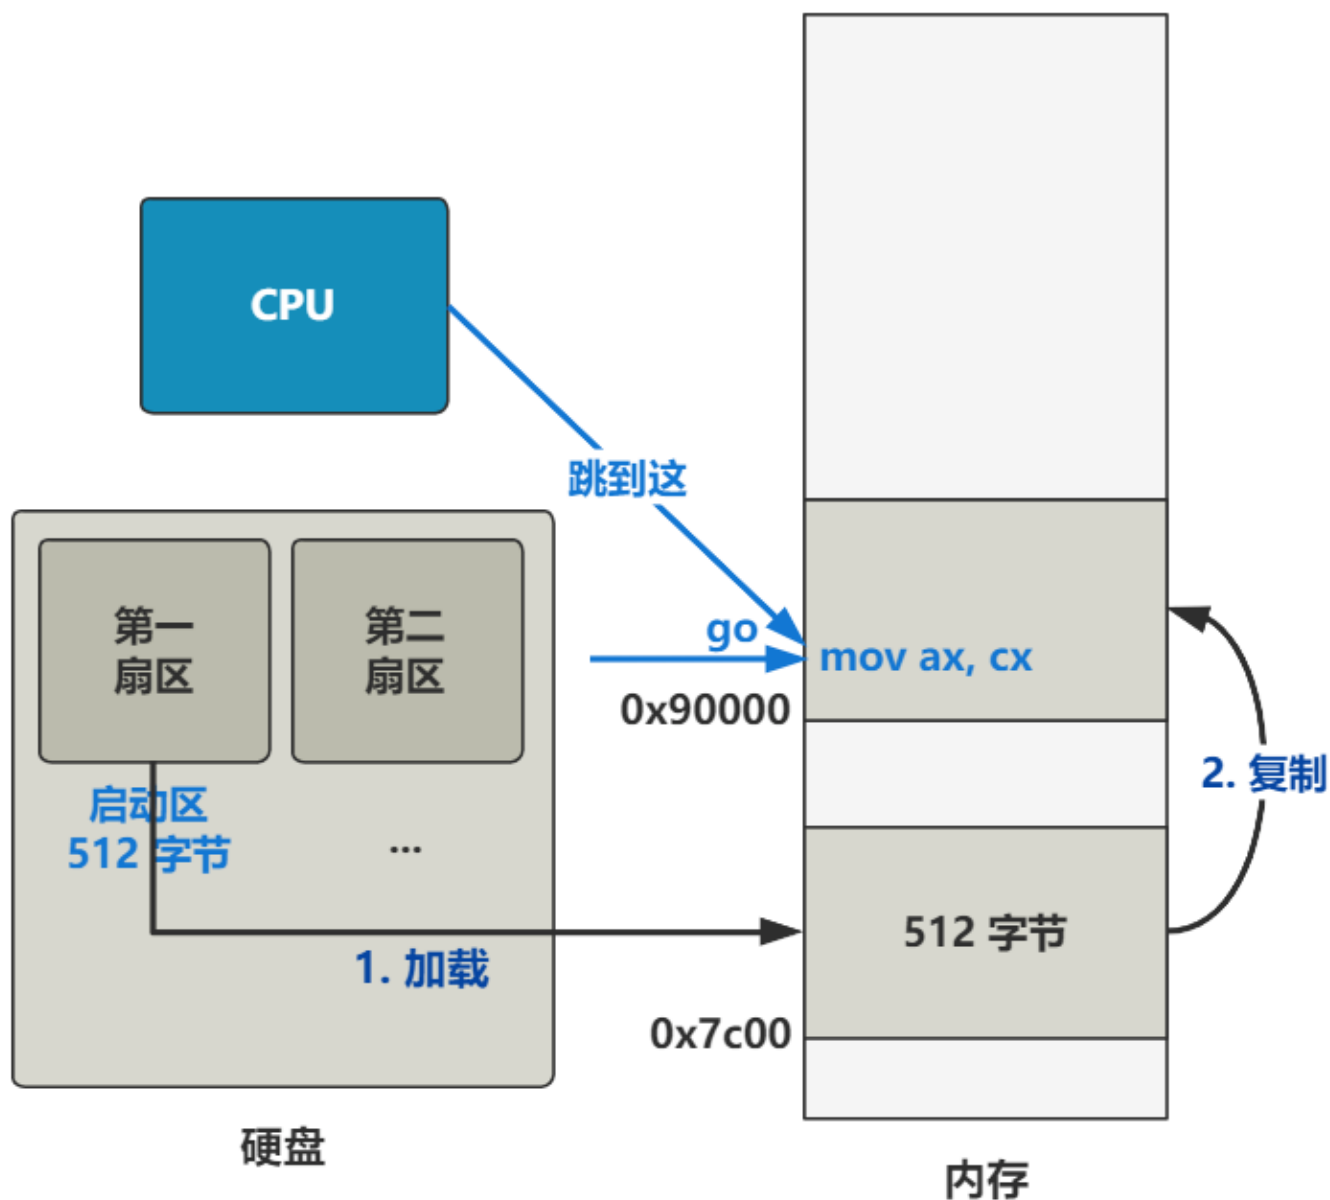 CPU
跳到这
go
mov ax, cx
0x90000
第一
扇区
第二
扇区
启动区
512 字节
...
2. 复制
512 字节
1. 加载
0x7c00
硬盘
内存